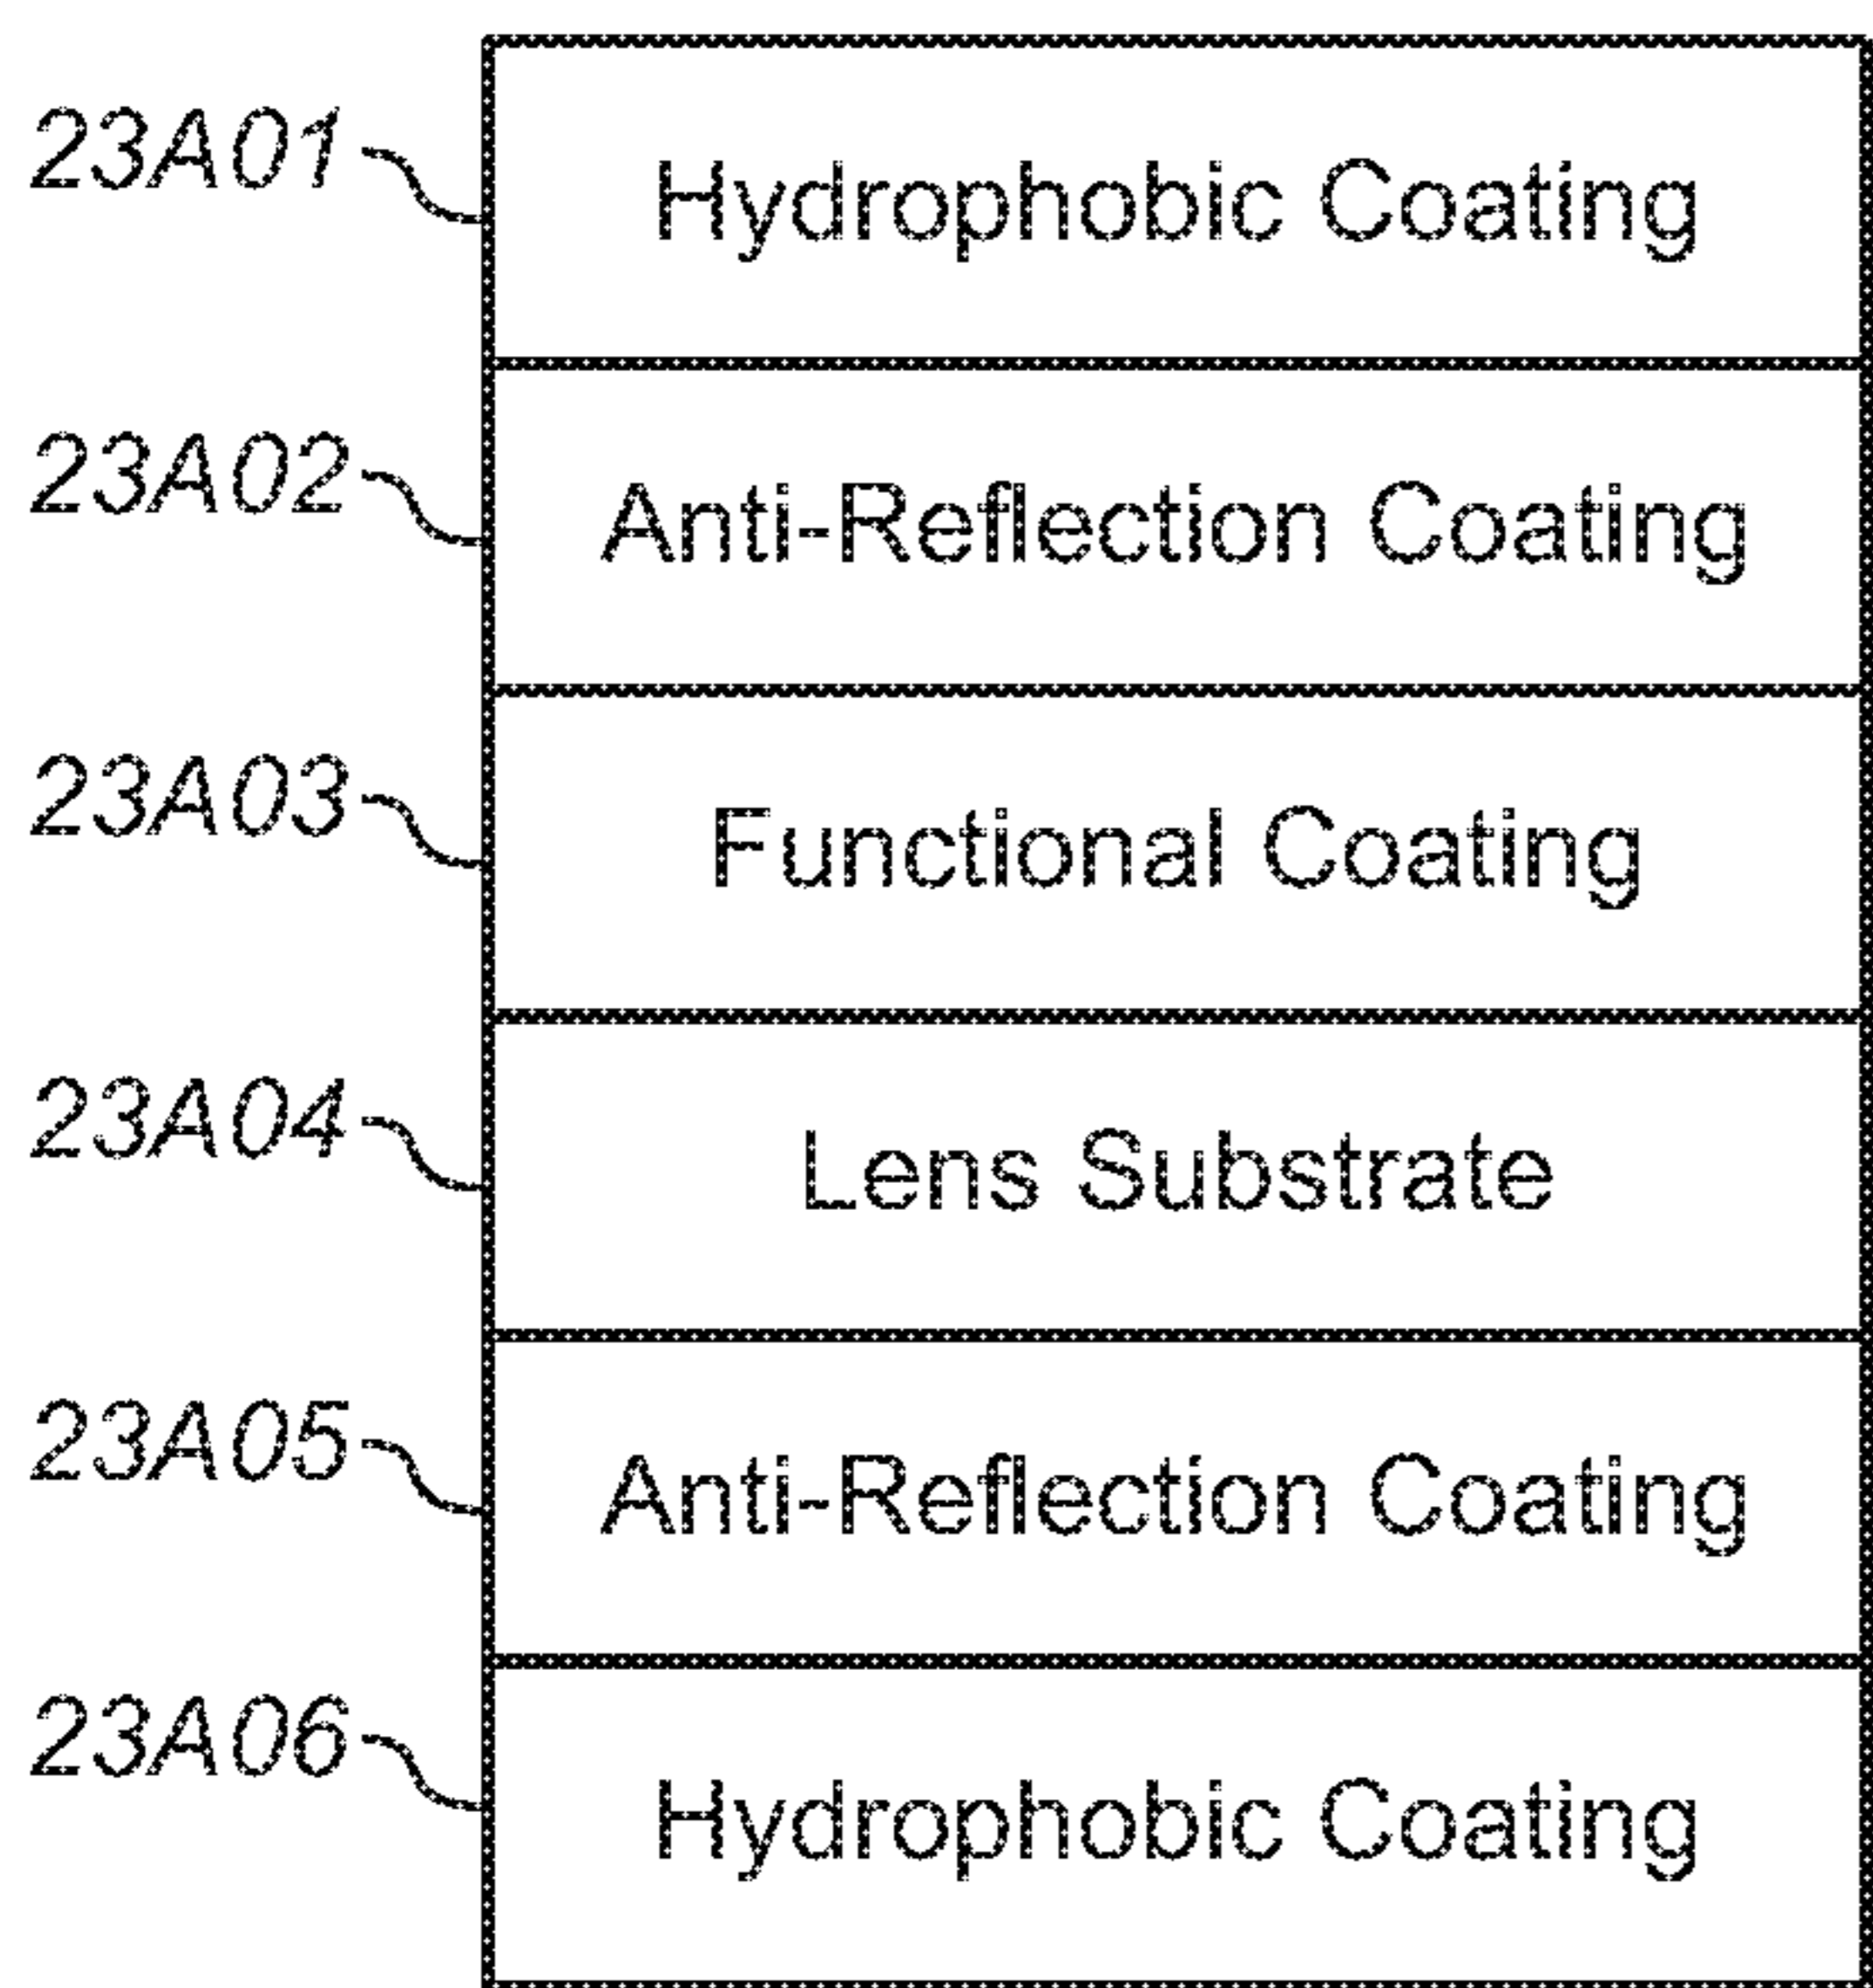 23A01 Hydrophobic Coating
23A02 Anti-Reflection Coating
23A03 Functional Coating
23A04 Lens Substrate
23A05 Anti-Reflection Coating
23A06 Hydrophobic Coating